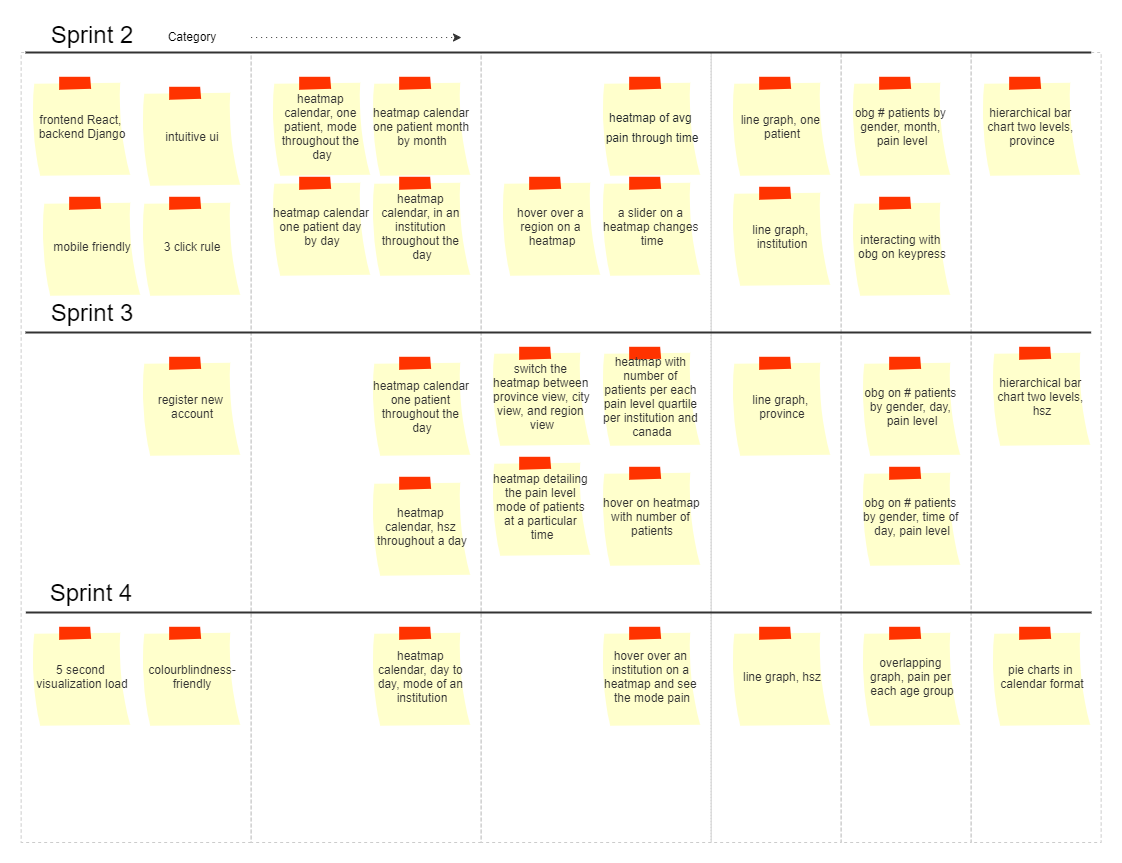 Sprint 2
Category
frontend React,
backend Django
intuitive ui
heatmap
calendar, one
patient, mode
throughout the
day
heatmap calendar
one patient month
by month
heatmap of avg
pain through time
line graph, one
patient
obg # patients by
gender, month,
pain level
hierarchical bar
chart two levels,
province
mobile friendly
3 click rule
heatmap calendar
one patient day
by day
heatmap
calendar, in an
institution
throughout the
day
hover over a
region on a
heatmap
a slider on a
heatmap changes
time
line graph,
institution
interacting with
obg on keypress
Sprint 3
register new
account
heatmap calendar
one patient
throughout the
day
switch the
heatmap between
province view, city
view, and region
view
heatmap with
number of
patients per each
pain level quartile
per institution and
canada
line graph,
province
obg on # patients
by gender, day,
pain level
hierarchical bar
chart two levels,
hsz
heatmap
calendar, hsz
throughout a day
heatmap detailing
the pain level
mode of patients
at a particular
time
hover on heatmap
with number of
patients
obg on # patients
by gender, time of
day, pain level
Sprint 4
5 second
visualization load
colourblindness-
friendly
heatmap
calendar, day to
day, mode of an
institution
hover over an
institution on a
heatmap and see
the mode pain
line graph, hsz
overlapping
graph, pain per
each age group
pie charts in
calendar format